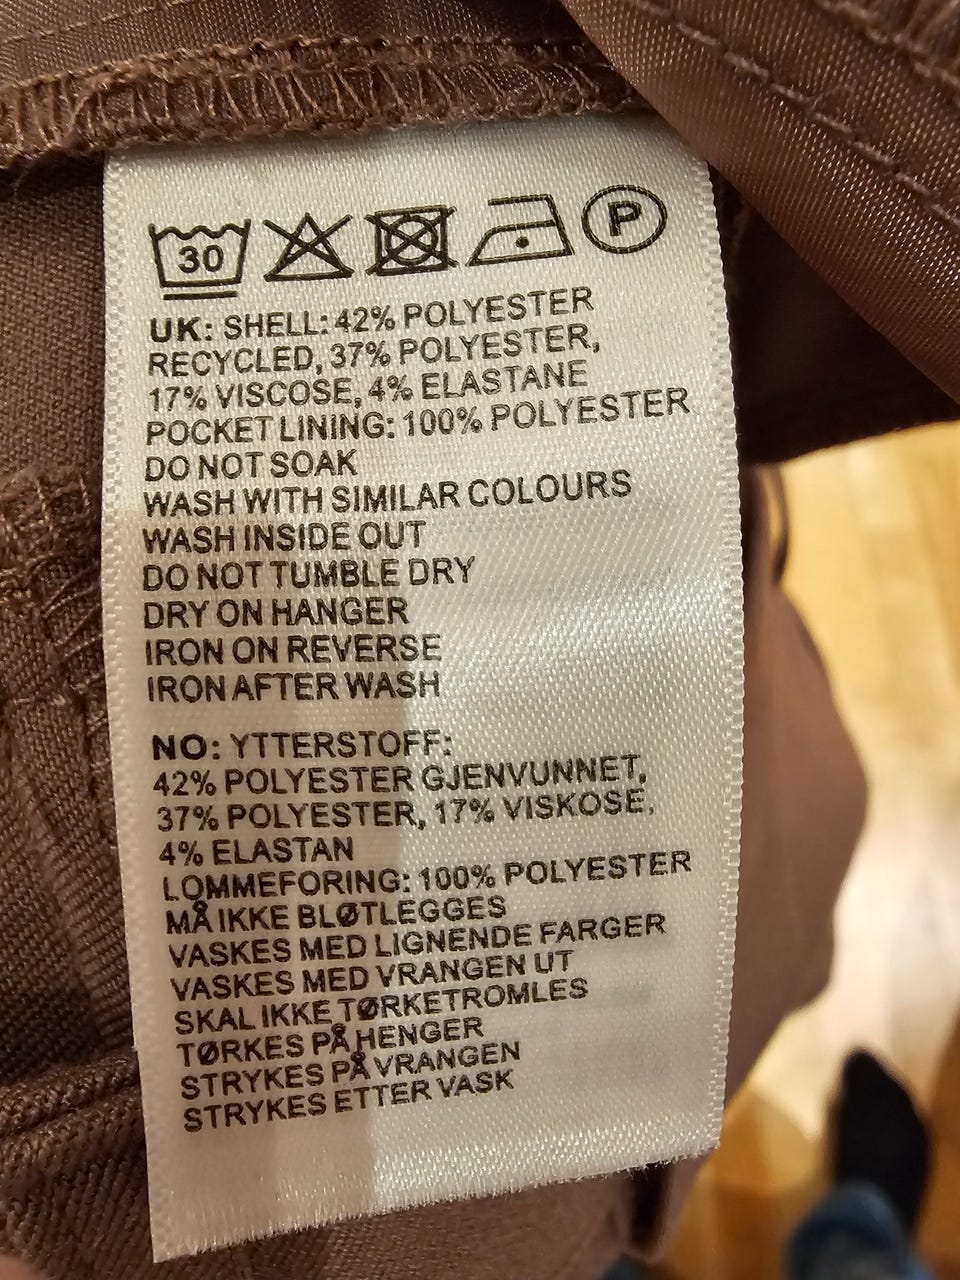 30 P
UK: SHELL: 42% POLYESTER
RECYCLED, 37% POLYESTER,
17% VISCOSE, 4% ELASTANE
POCKET LINING: 100% POLYESTER
DO NOT SOAK
WASH WITH SIMILAR COLOURS
WASH INSIDE OUT
DO NOT TUMBLE DRY
DRY ON HANGER
IRON ON REVERSE
IRON AFTER WASH
NO: YTTERSTOFF:
42% POLYESTER GJENVUNNET,
37% POLYESTER, 17% VISKOSE,
4% ELASTAN
LOMMEFORING: 100% POLYESTER
MÅ IKKE BLØTLEGGES
VASKES MED LIGNENDE FARGER
VASKES MED VRANGEN UT
SKAL IKKE TØRKETROMLES
TØRKES PÅ HENGER
STRYKES PÅ VRANGEN
STRYKES ETTER VASK